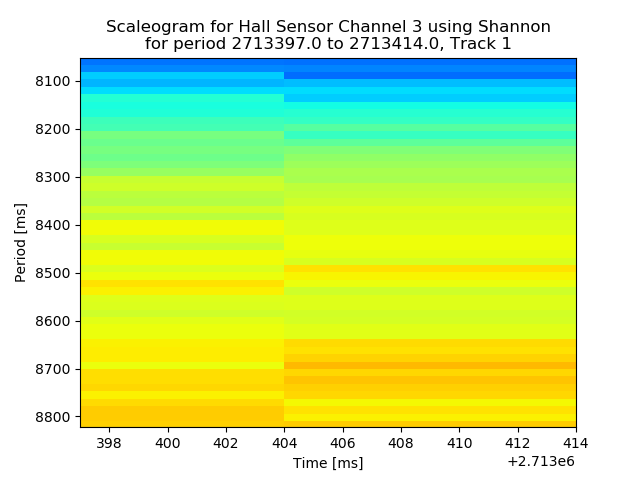 Scaleogram for Hall Sensor Channel 3 using Shannon
for period 2713397.0 to 2713414.0, Track 1
Period [ms]
8100
8200
8300
8400
8500
8600
8700
8800
398 400 402 404 406 408 410 412 414
Time [ms]
+2.713e6